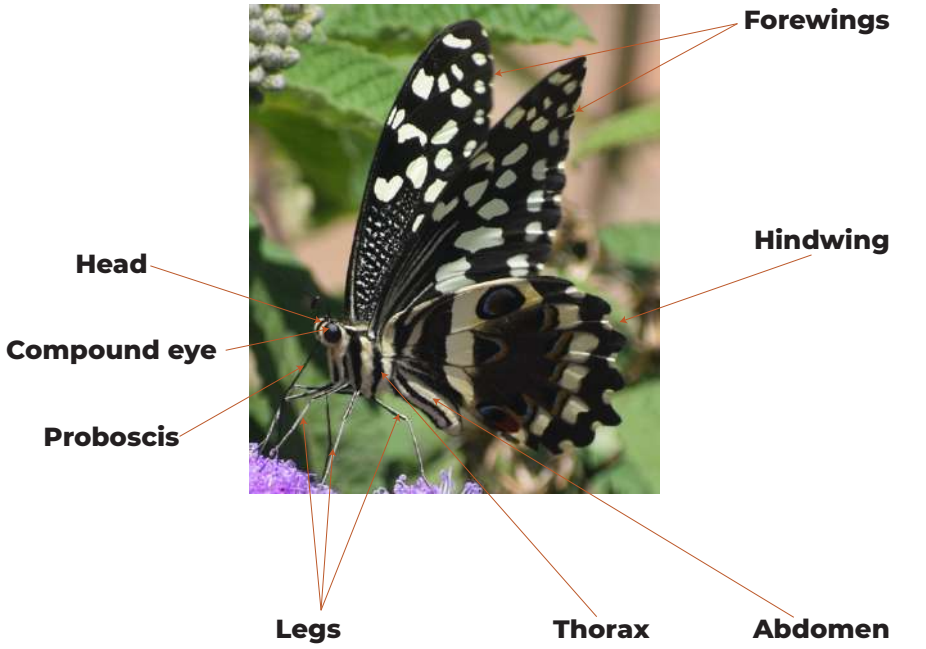 Forewings
Hindwing
Head
Compound eye
Proboscis
Legs
Thorax
Abdomen